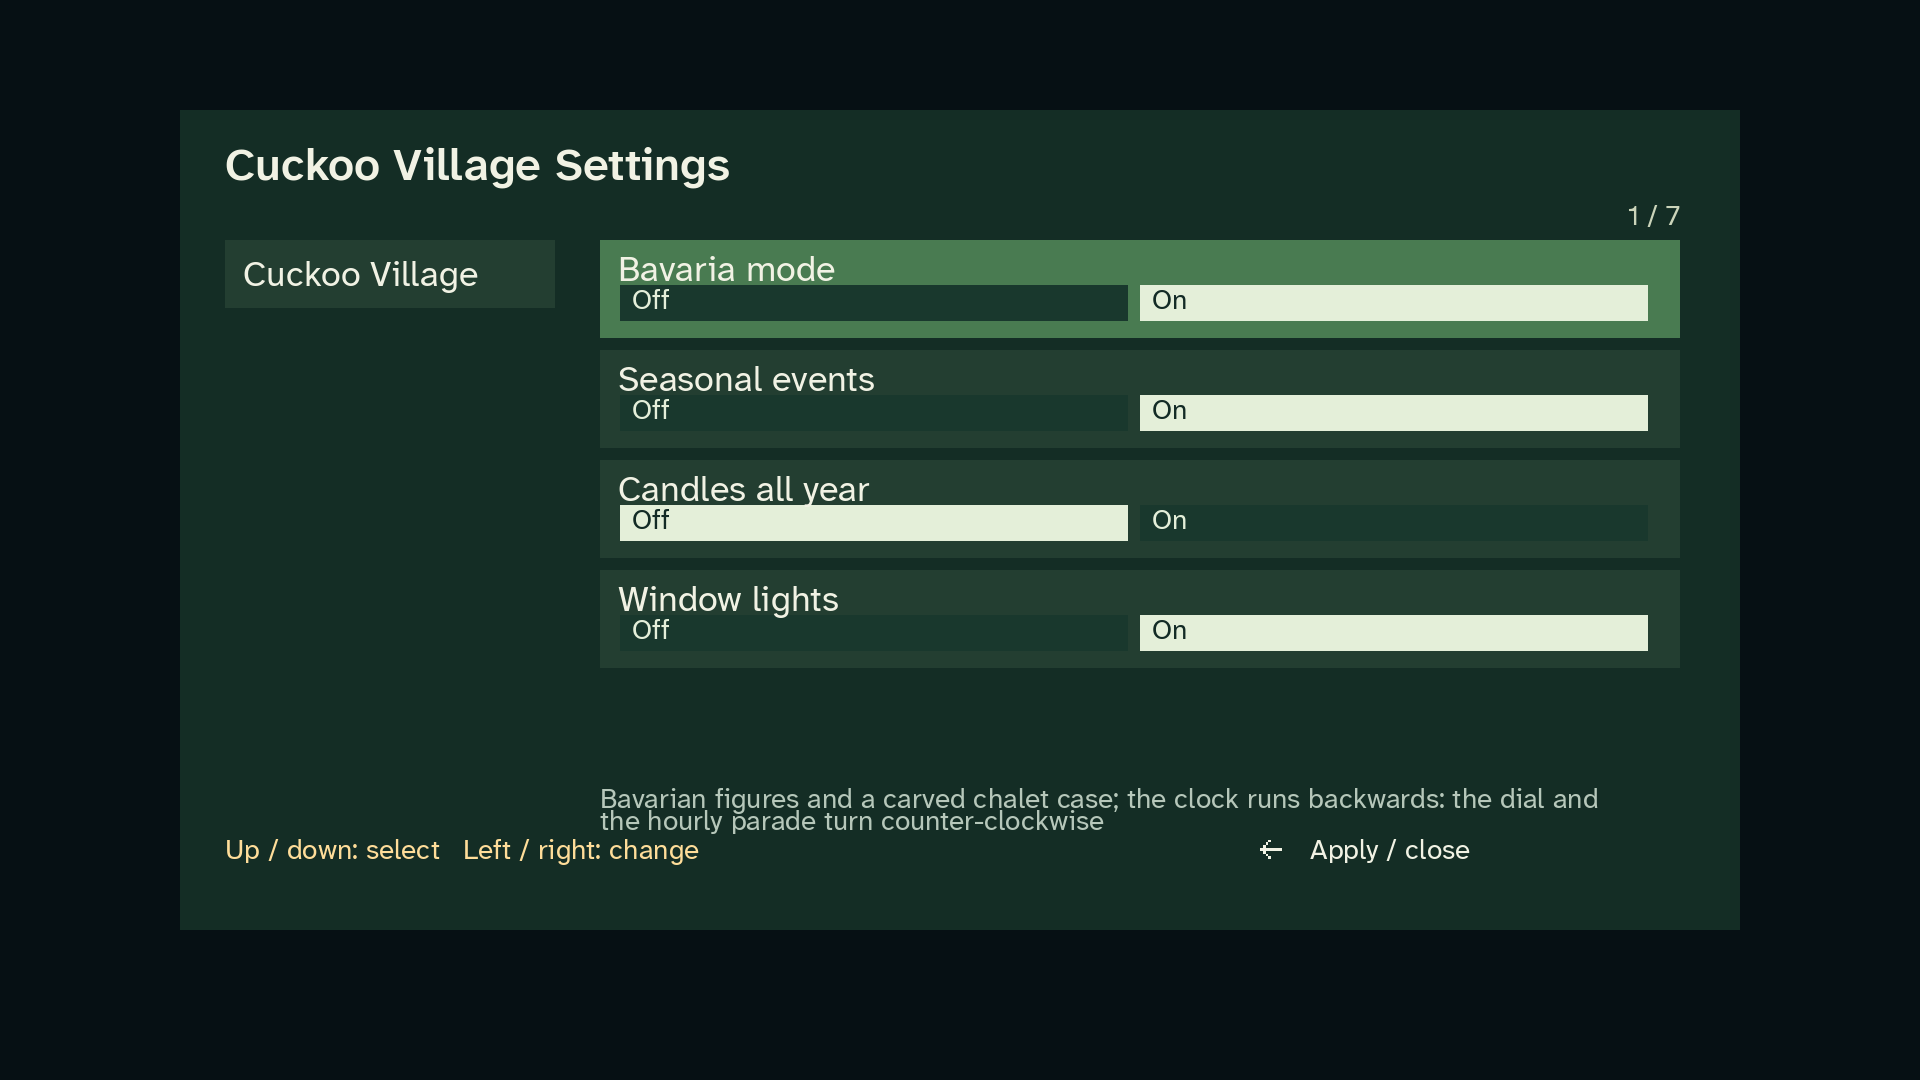 Cuckoo Village Settings
1 / 7
Cuckoo Village
Bavaria mode
Off On
Seasonal events
Off On
Candles all year
Off On
Window lights
Off On
Bavarian figures and a carved chalet case; the clock runs backwards: the dial and
the hourly parade turn counter-clockwise
Up / down: select Left / right: change ← Apply / close